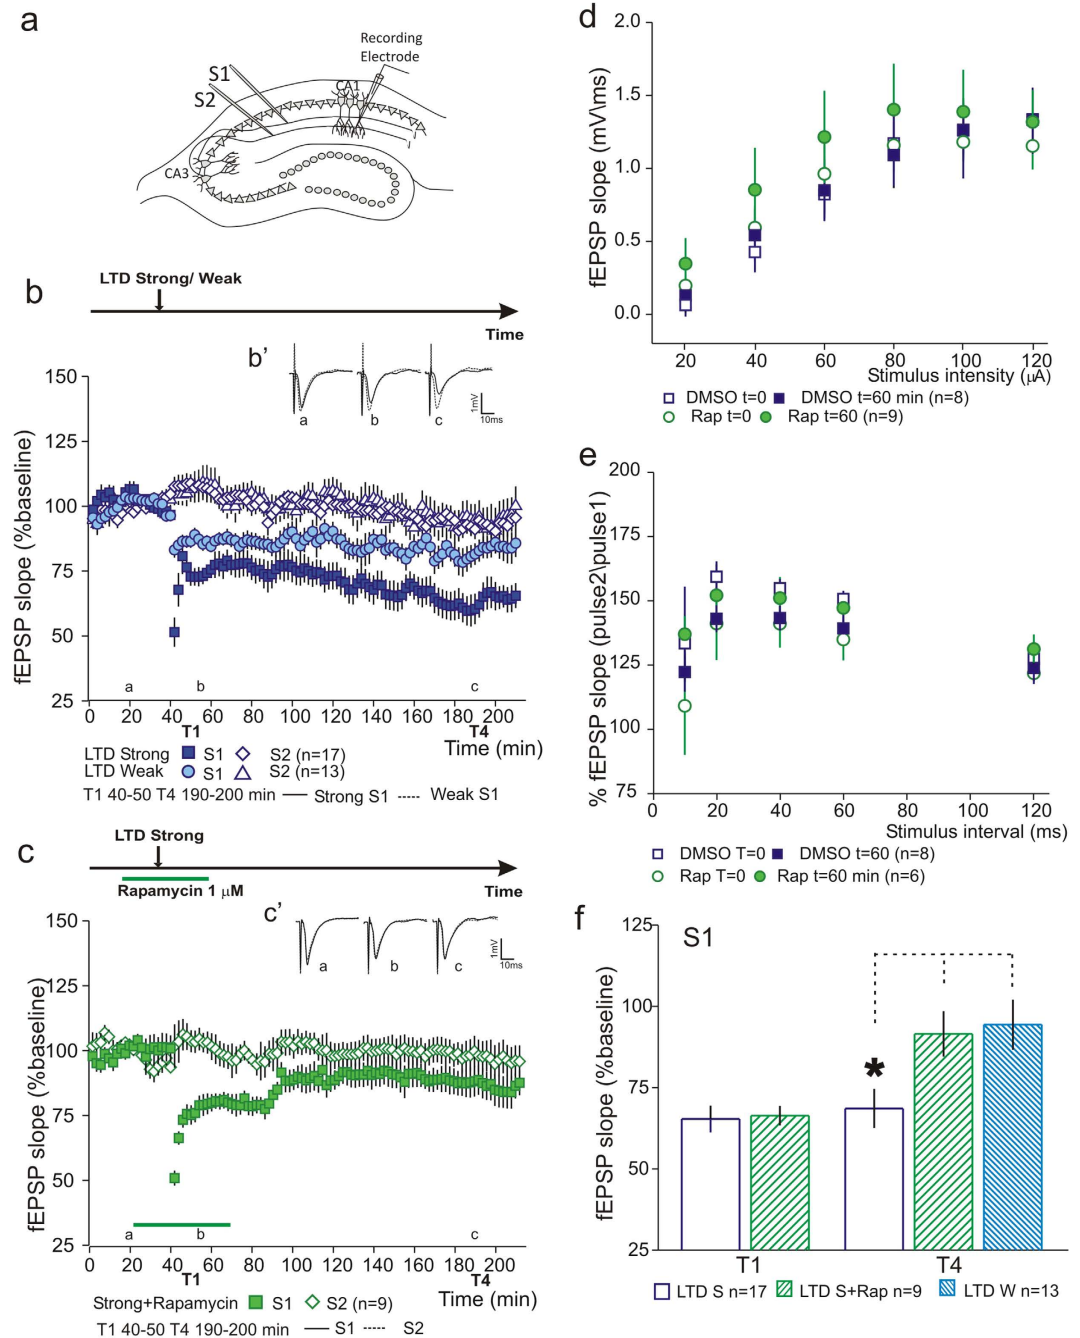 a
Recording
Electrode
S1
S2
CA1
CA3
b
LTD Strong/ Weak
Time
b’
a b c
1mV
10ms
fEPSP slope (%baseline)
150
125
100
75
50
25
a b c
0 20 40 60 80 100 120 140 160 180 200
T1 T4
Time (min)
LTD Strong S1 S2 (n=17)
LTD Weak S1 S2 (n=13)
T1 40-50 T4 190-200 min Strong S1 Weak S1
c
LTD Strong
Rapamycin 1 μM
Time
c’
a b c
1mV
10ms
fEPSP slope (%baseline)
150
125
100
75
50
25
a b c
0 20 40 60 80 100 120 140 160 180 200
T1 T4
Time (min)
Strong+Rapamycin S1 S2 (n=9)
T1 40-50 T4 190-200 min S1 S2
d
fEPSP slope (mV\ms)
2.0
1.5
1.0
0.5
0.0
20 40 60 80 100 120
Stimulus intensity (μA)
DMSO t=0 DMSO t=60 min (n=8)
Rap t=0 Rap t=60 (n=9)
e
% fEPSP slope (pulse2\pulse1)
200
175
150
125
100
75
0 20 40 60 80 100 120
Stimulus interval (ms)
DMSO T=0 DMSO t=60 (n=8)
Rap T=0 Rap t=60 min (n=6)
f
S1
fEPSP slope (%baseline)
125
100
75
50
25
*
T1 T4
LTD S n=17 LTD S+Rap n=9 LTD W n=13